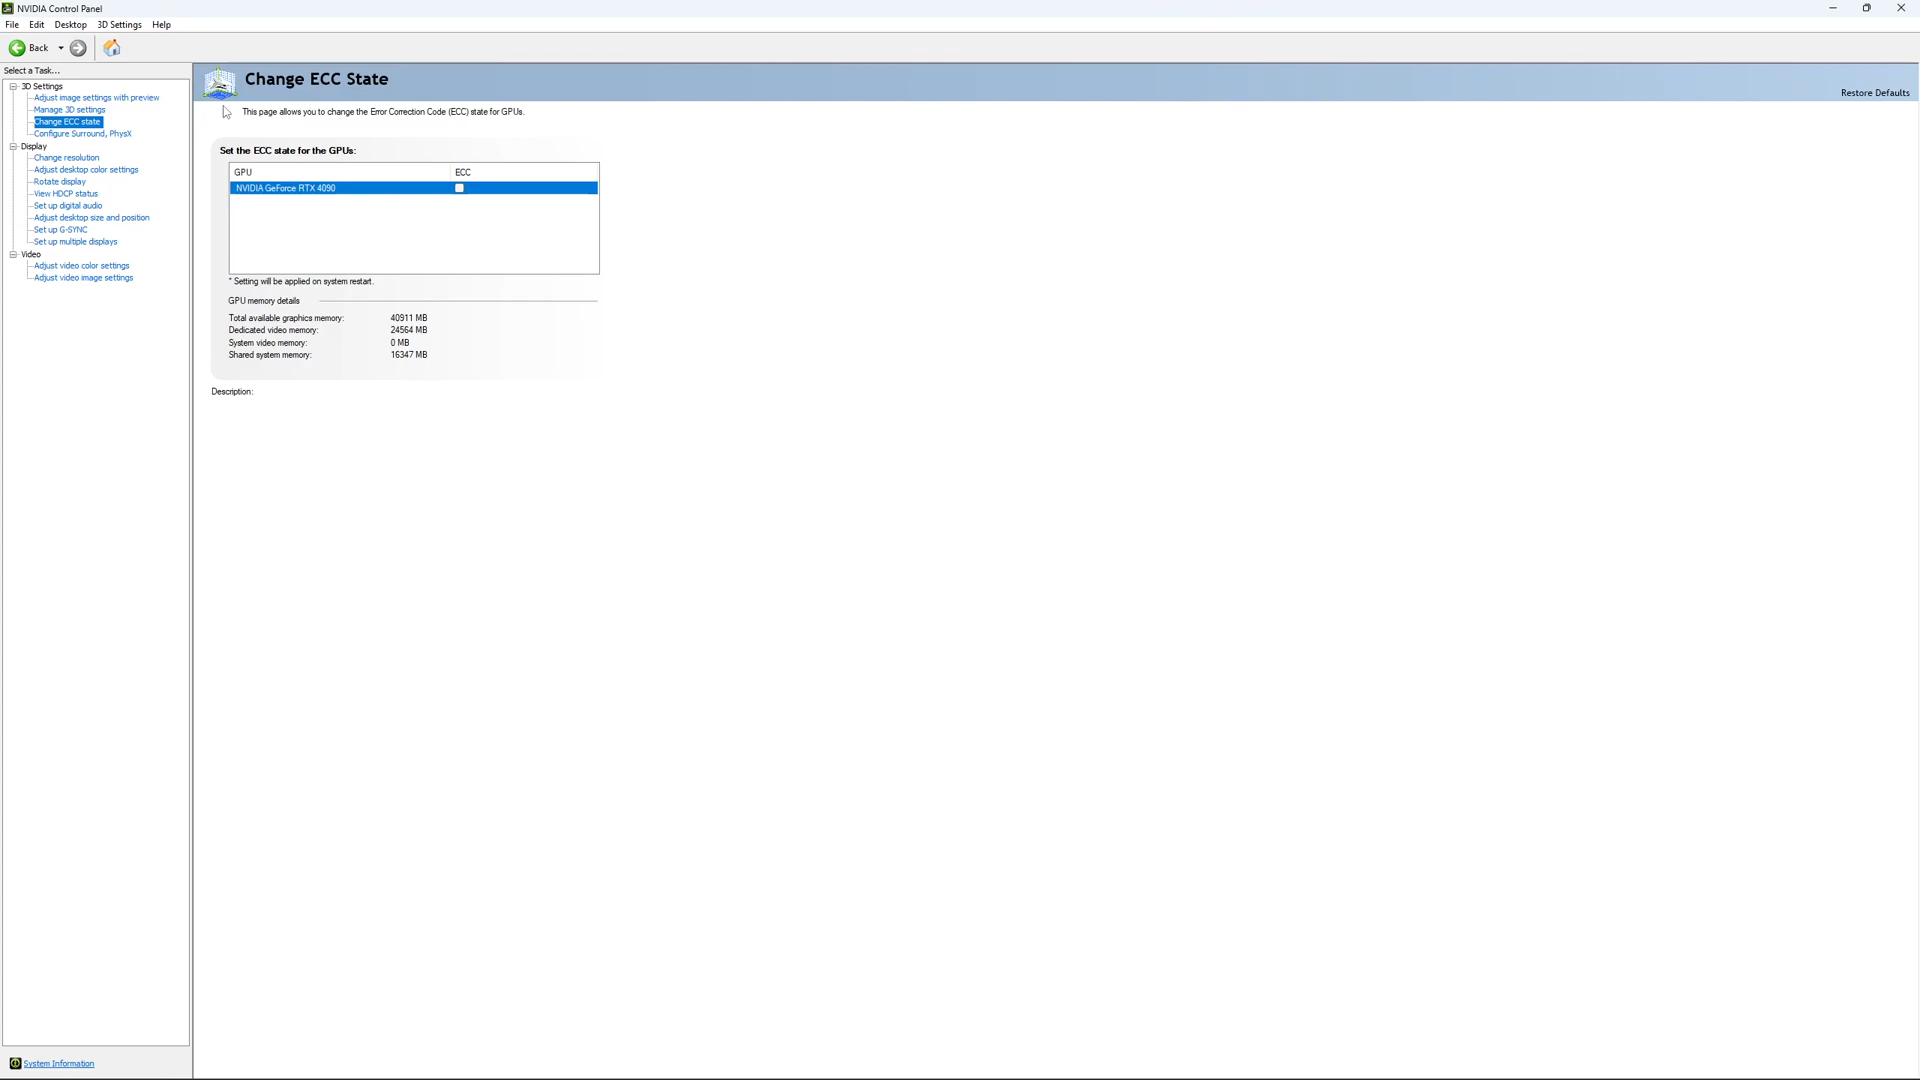 NVIDIA Control Panel
File Edit Desktop 3D Settings Help
Back
Select a Task...
3D Settings
Adjust image settings with preview
Manage 3D settings
Change ECC state
Configure Surround, PhysX
Display
Change resolution
Adjust desktop color settings
Rotate display
View HDCP status
Set up digital audio
Adjust desktop size and position
Set up G-SYNC
Set up multiple displays
Video
Adjust video color settings
Adjust video image settings
System Information
Change ECC State
Restore Defaults
This page allows you to change the Error Correction Code (ECC) state for GPUs.
Set the ECC state for the GPUs:
GPU ECC
NVIDIA GeForce RTX 4090
* Setting will be applied on system restart.
GPU memory details
Total available graphics memory: 40911 MB
Dedicated video memory: 24564 MB
System video memory: 0 MB
Shared system memory: 16347 MB
Description: